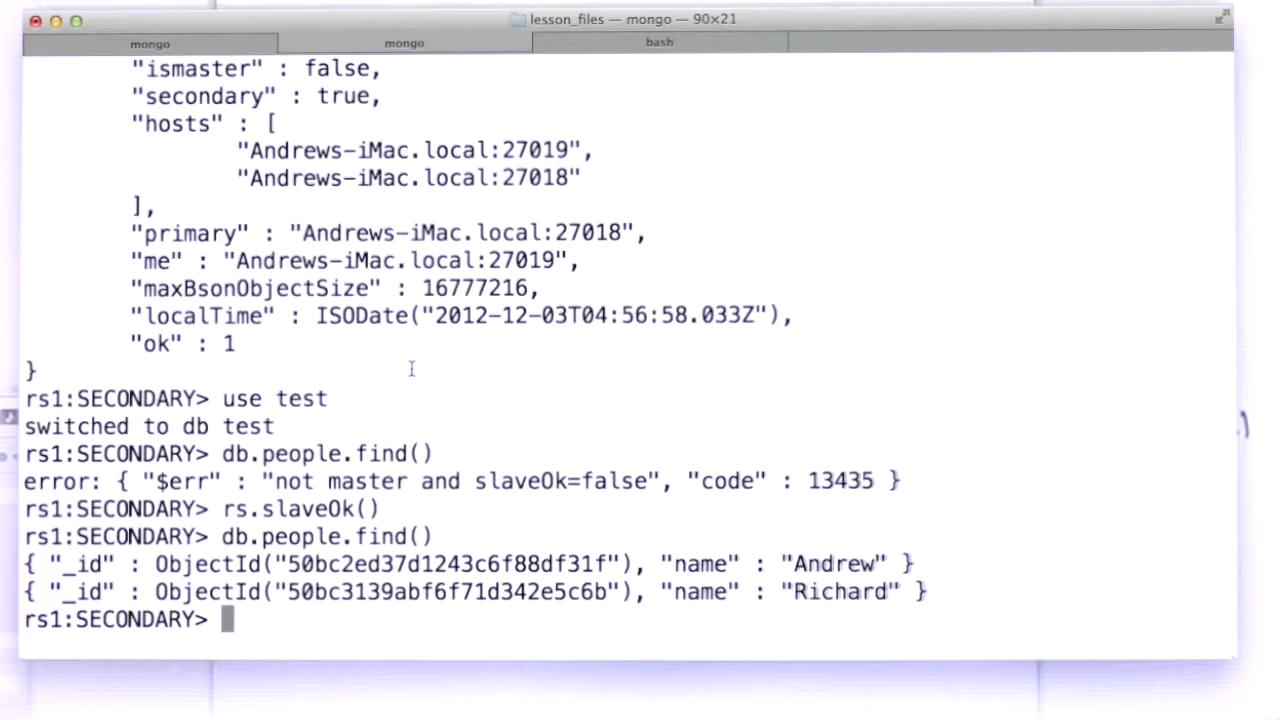 lesson_files — mongo — 90×21
mongo mongo bash
"ismaster" : false,
"secondary" : true,
"hosts" : [
"Andrews-iMac.local:27019",
"Andrews-iMac.local:27018"
],
"primary" : "Andrews-iMac.local:27018",
"me" : "Andrews-iMac.local:27019",
"maxBsonObjectSize" : 16777216,
"localTime" : ISODate("2012-12-03T04:56:58.033Z"),
"ok" : 1
}
rs1:SECONDARY> use test
switched to db test
rs1:SECONDARY> db.people.find()
error: { "$err" : "not master and slaveOk=false", "code" : 13435 }
rs1:SECONDARY> rs.slaveOk()
rs1:SECONDARY> db.people.find()
{ "_id" : ObjectId("50bc2ed37d1243c6f88df31f"), "name" : "Andrew" }
{ "_id" : ObjectId("50bc3139abf6f71d342e5c6b"), "name" : "Richard" }
rs1:SECONDARY>